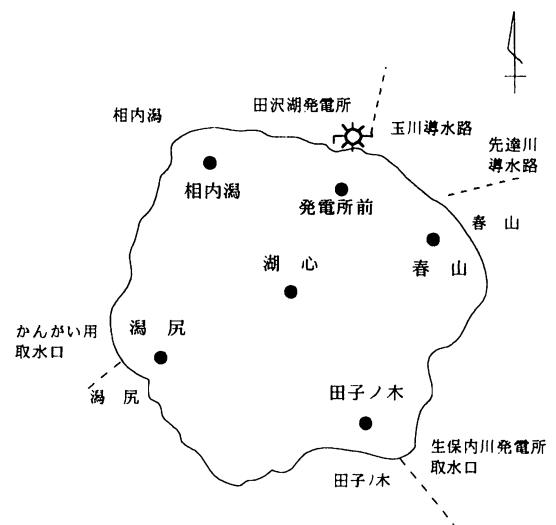 田沢湖発電所
相内潟
玉川導水路
先達川
導水路
相内潟
発電所前
春山
春山
湖心
かんがい用
取水口
潟尻
潟尻
田子ノ木
生保内川発電所
取水口
田子ノ木